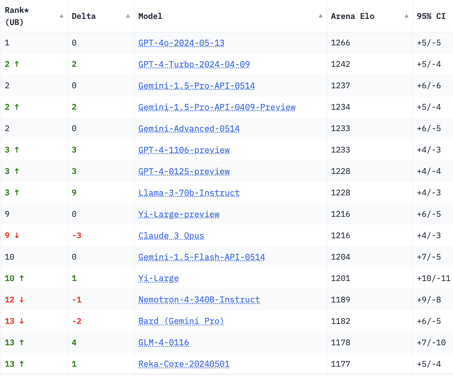 Rank* (UB) Delta Model Arena Elo 95% CI
1 0 GPT-4o-2024-05-13 1266 +5/-5
2 ↑ 2 GPT-4-Turbo-2024-04-09 1242 +5/-4
2 0 Gemini-1.5-Pro-API-0514 1237 +6/-6
2 ↑ 2 Gemini-1.5-Pro-API-0409-Preview 1234 +5/-4
2 0 Gemini-Advanced-0514 1233 +6/-5
3 ↑ 3 GPT-4-1106-preview 1233 +4/-3
3 ↑ 3 GPT-4-0125-preview 1228 +4/-4
3 ↑ 9 Llama-3-70b-Instruct 1228 +4/-3
9 0 Yi-Large-preview 1216 +6/-5
9 ↓ -3 Claude 3 Opus 1216 +4/-3
10 0 Gemini-1.5-Flash-API-0514 1204 +7/-5
10 ↑ 1 Yi-Large 1201 +10/-11
12 ↓ -1 Nemotron-4-340B-Instruct 1189 +9/-8
13 ↓ -2 Bard (Gemini Pro) 1182 +6/-5
13 ↑ 4 GLM-4-0116 1178 +7/-10
13 ↑ 1 Reka-Core-20240501 1177 +5/-4